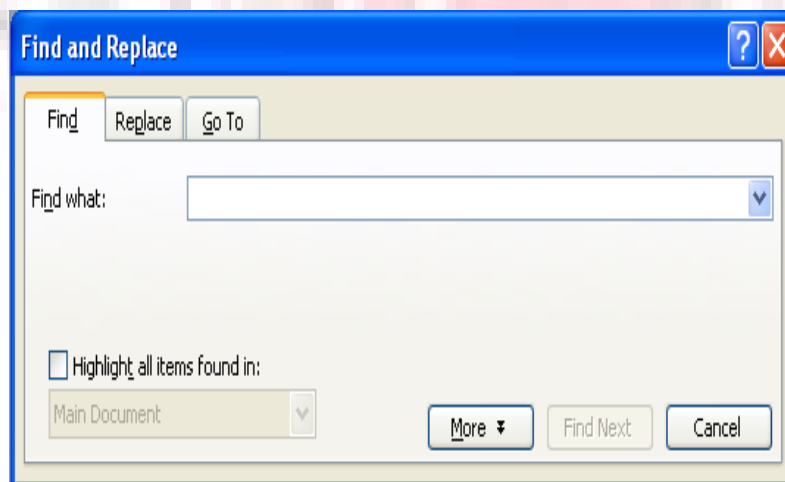 Find and Replace
Find Replace Go To
Find what:
Highlight all items found in:
Main Document
More Find Next Cancel